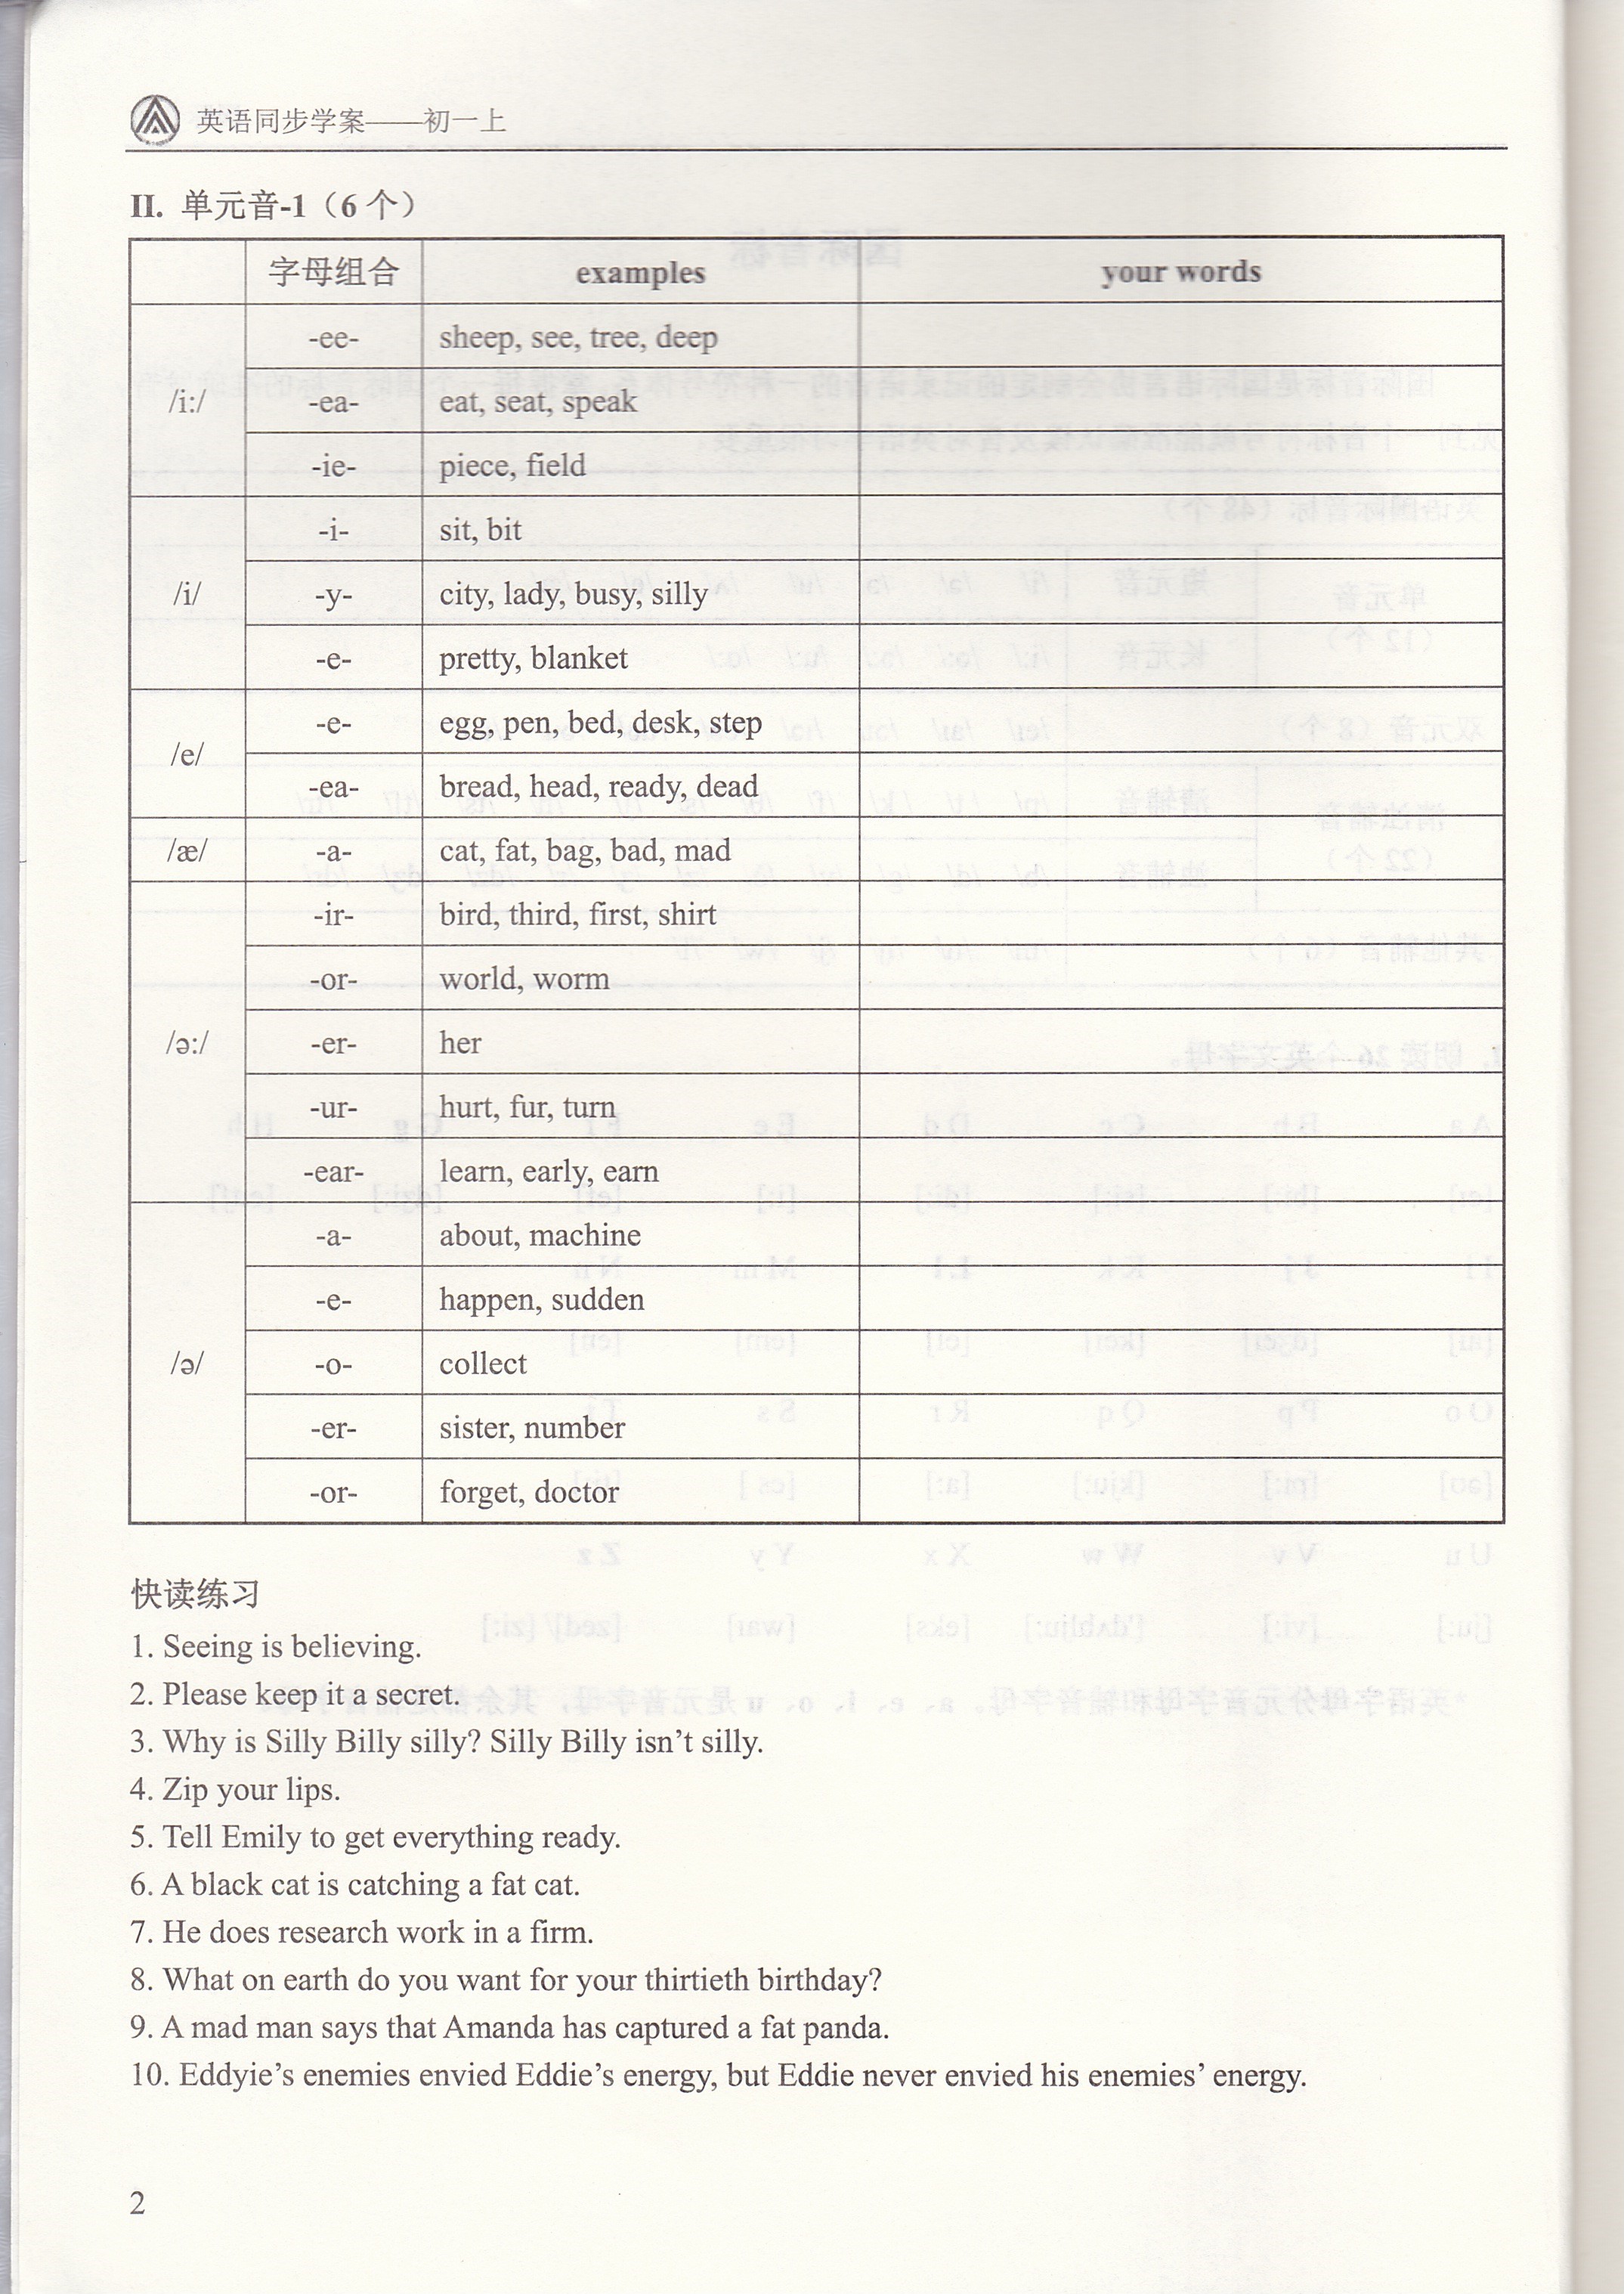 英语同步学案——初一上
II. 单元音-1（6 个）
字母组合 examples your words
/i:/
-ee- sheep, see, tree, deep
-ea- eat, seat, speak
-ie- piece, field
/i/
-i- sit, bit
-y- city, lady, busy, silly
-e- pretty, blanket
/e/
-e- egg, pen, bed, desk, step
-ea- bread, head, ready, dead
/æ/ -a- cat, fat, bag, bad, mad
/ə:/
-ir- bird, third, first, shirt
-or- world, worm
-er- her
-ur- hurt, fur, turn
-ear- learn, early, earn
/ə/
-a- about, machine
-e- happen, sudden
-o- collect
-er- sister, number
-or- forget, doctor
快读练习
1. Seeing is believing.
2. Please keep it a secret.
3. Why is Silly Billy silly? Silly Billy isn’t silly.
4. Zip your lips.
5. Tell Emily to get everything ready.
6. A black cat is catching a fat cat.
7. He does research work in a firm.
8. What on earth do you want for your thirtieth birthday?
9. A mad man says that Amanda has captured a fat panda.
10. Eddyie’s enemies envied Eddie’s energy, but Eddie never envied his enemies’ energy.
2